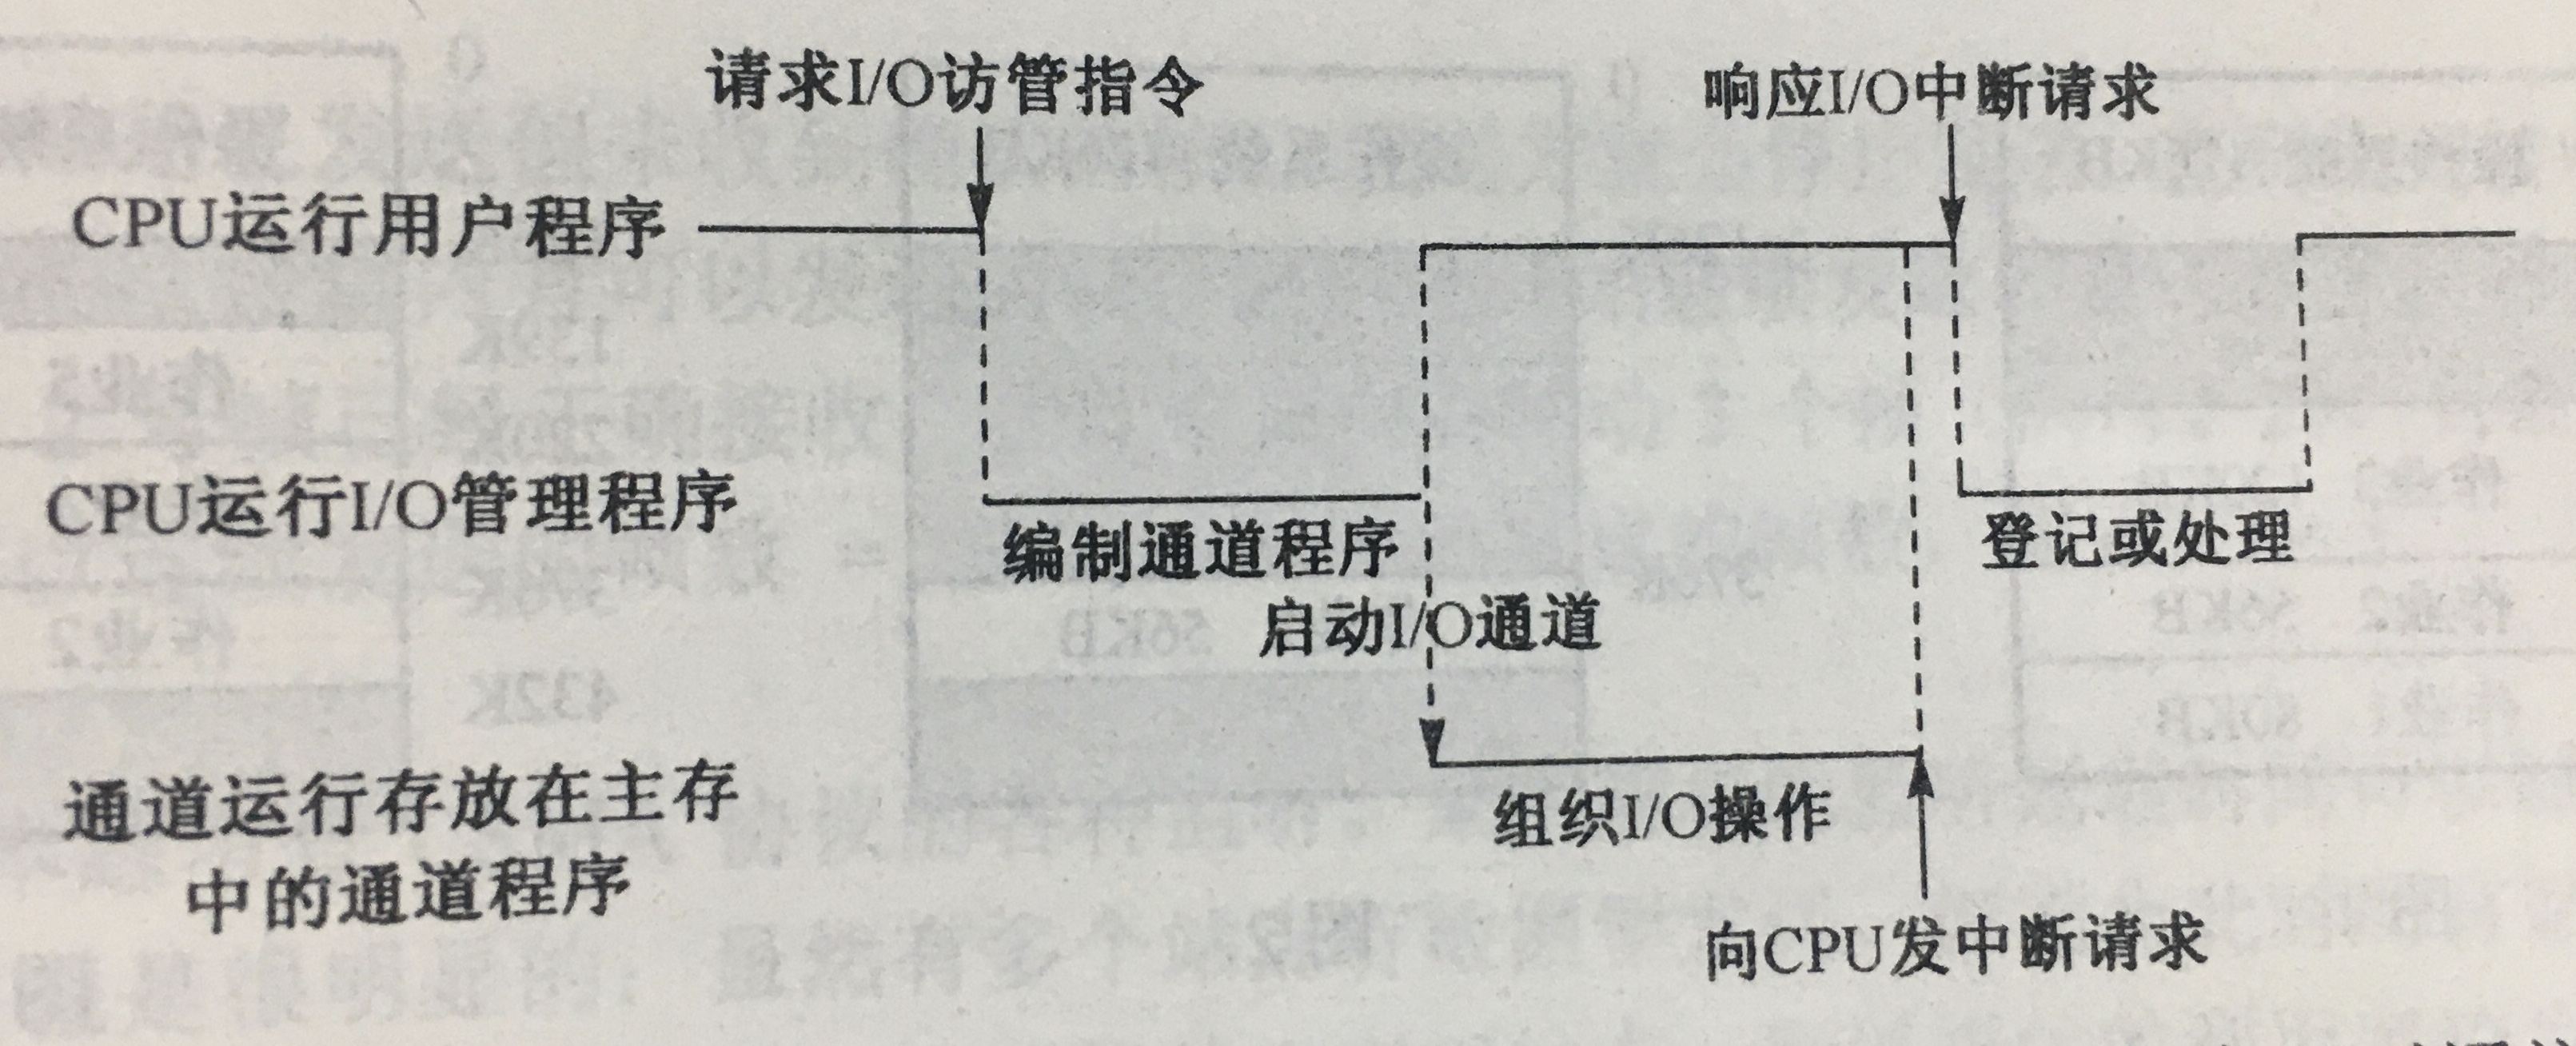 请求I/O访管指令
响应I/O中断请求
CPU运行用户程序
CPU运行I/O管理程序
编制通道程序
登记或处理
启动I/O通道
通道运行存放在主存
中的通道程序
组织I/O操作
向CPU发中断请求